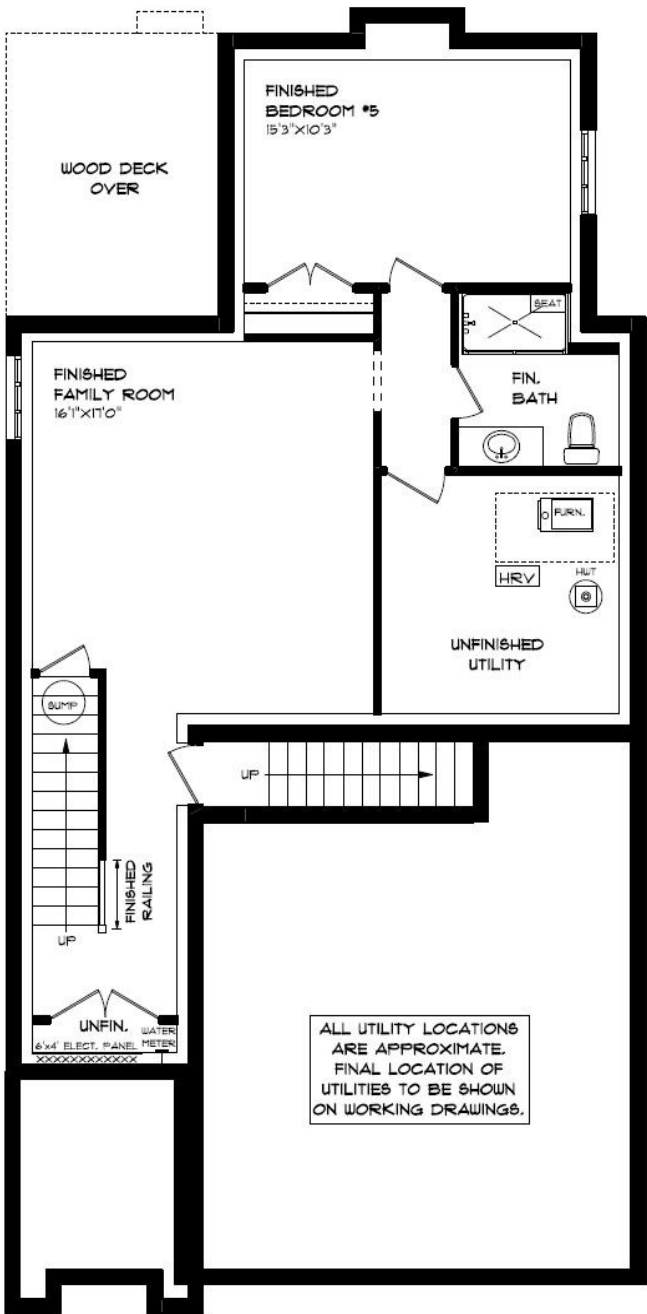 FINISHED
BEDROOM #5
15'3"X10'3"
WOOD DECK
OVER
SEAT
FINISHED
FAMILY ROOM
16'1"X17'0"
FIN.
BATH
FURN.
HRV
HWT
UNFINISHED
UTILITY
SUMP
UP
FINISHED
RAILING
UP
UNFIN.
WATER
METER
6'x4' ELECT. PANEL
ALL UTILITY LOCATIONS
ARE APPROXIMATE.
FINAL LOCATION OF
UTILITIES TO BE SHOWN
ON WORKING DRAWINGS.